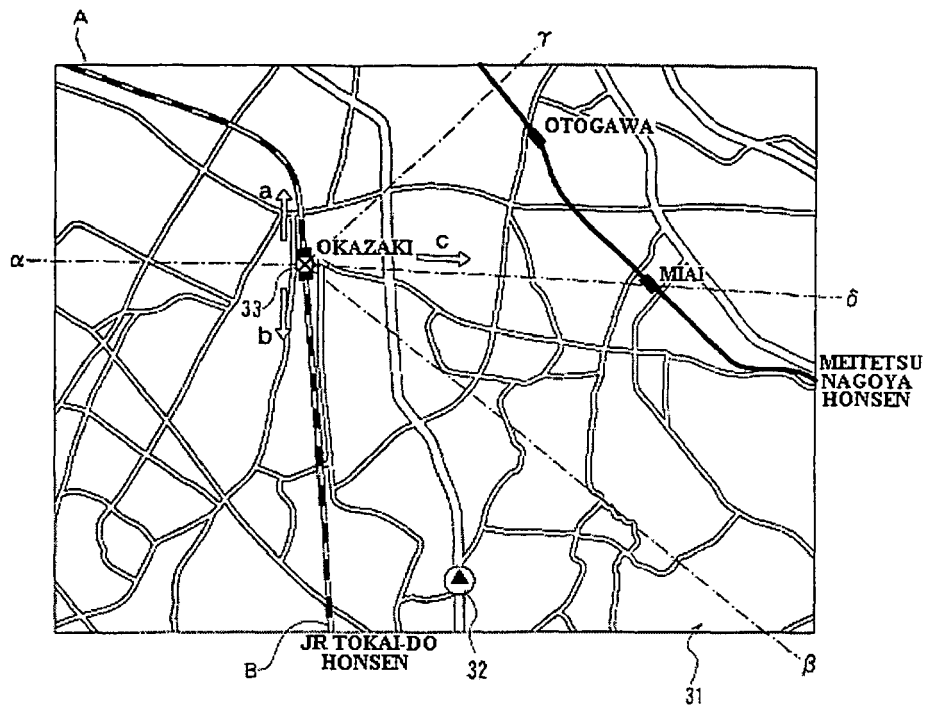 A
γ
OTOGAWA
a
OKAZAKI
c
α
MIAI
δ
33
b
MEITETSU
NAGOYA
HONSEN
JR TOKAI-DO
HONSEN
B
32
β
31